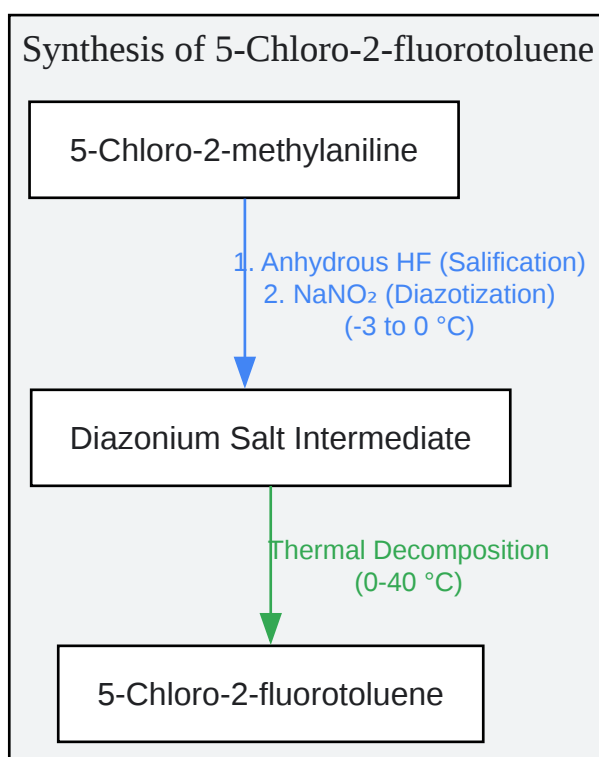 Synthesis of 5-Chloro-2-fluorotoluene
5-Chloro-2-methylaniline
1. Anhydrous HF (Salification)
2. NaNO₂ (Diazotization)
(-3 to 0 °C)
Diazonium Salt Intermediate
Thermal Decomposition
(0-40 °C)
5-Chloro-2-fluorotoluene